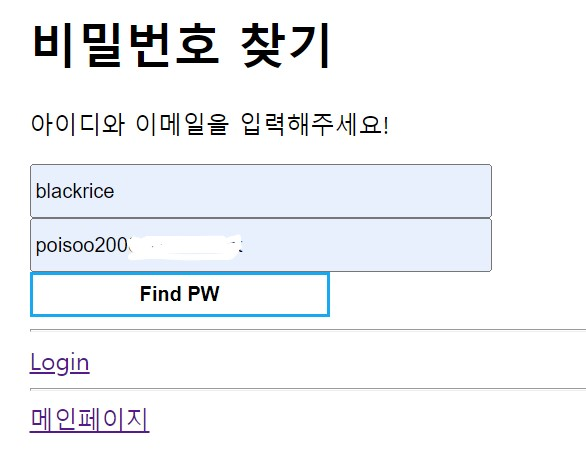 비밀번호 찾기
아이디와 이메일을 입력해주세요!
blackrice
poisoo200
Find PW
Login
메인페이지